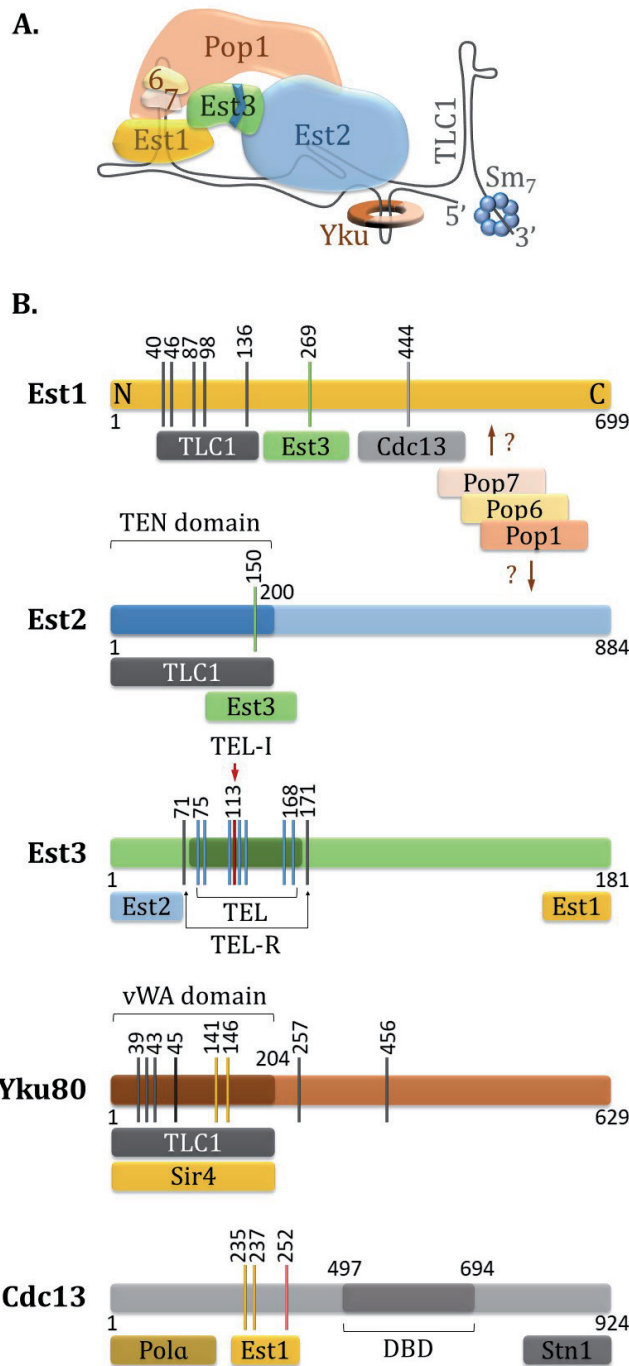 A.
Pop1
6
7
Est3
Est1
Est2
TLC1
Sm7
5’
3’
Yku
B.
40 46 87 98 136 269 444
Est1 N C
1 699
TLC1 Est3 Cdc13 ?
Pop7
Pop6
Pop1
?
TEN domain
150 200
Est2
1 884
TLC1
Est3
TEL-I
71 75 113 168 171
Est3
1 181
Est2 TEL Est1
TEL-R
vWA domain
39 43 45 141 146 204 257 456
Yku80
1 629
TLC1
Sir4
235 237 252 497 694
Cdc13
1 924
Polα Est1 DBD Stn1